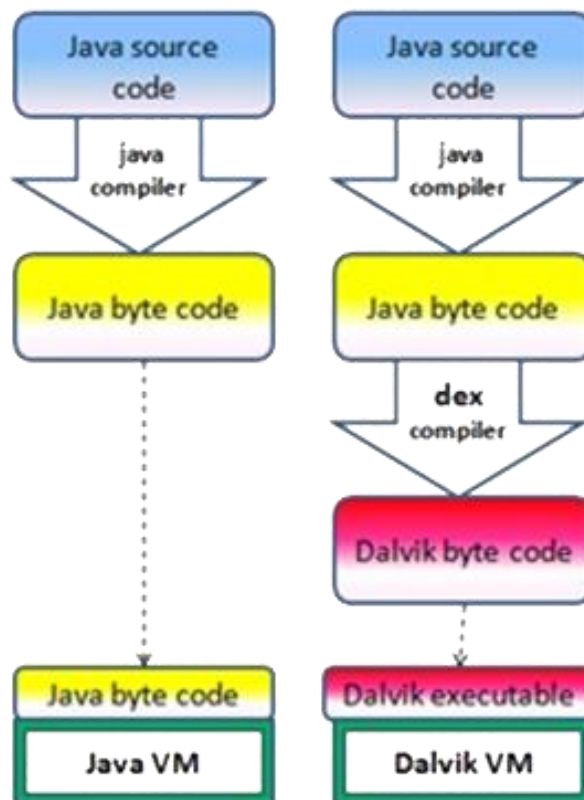 Java source
code
java
compiler
Java byte code
Java byte code
Java VM
Java source
code
java
compiler
Java byte code
dex
compiler
Dalvik byte code
Dalvik executable
Dalvik VM